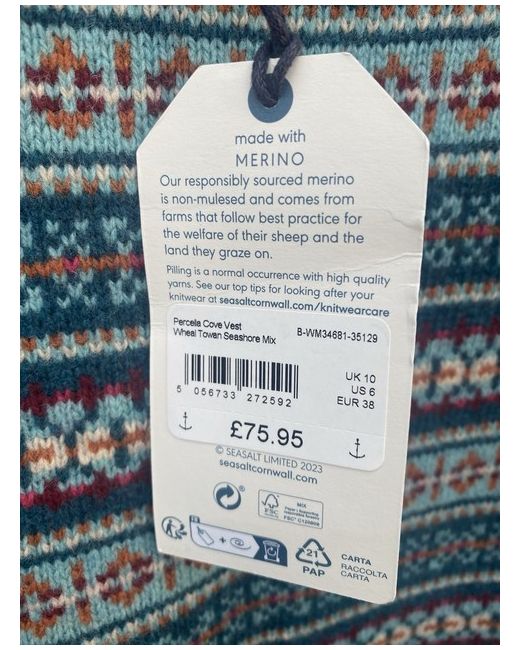 made with
MERINO
Our responsibly sourced merino
is non-mulesed and comes from
farms that follow best practice for
the welfare of their sheep and the
land they graze on.
Pilling is a normal occurrence with high quality
yarns. See our top tips for looking after your
knitwear at seasaltcornwall.com/knitwearcare
Percella Cove Vest B-WM34681-35129
Wheal Towan Seashore Mix
UK 10
US 6
EUR 38
5 056733 272592
£75.95
© SEASALT LIMITED 2023
seasaltcornwall.com
®
FSC
MIX
FSC® C120809
FR
+
21
PAP
CARTA
RACCOLTA
CARTA